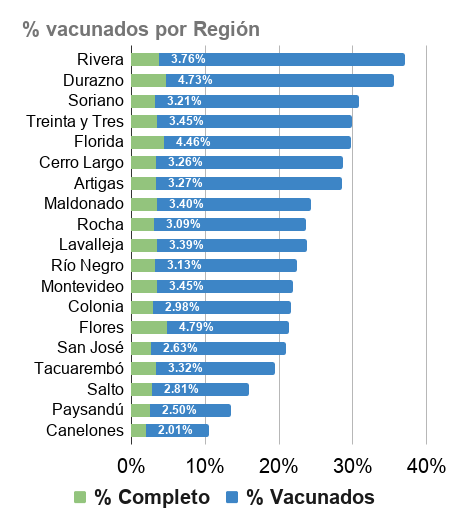 % vacunados por Región
Rivera 3.76%
Durazno 4.73%
Soriano 3.21%
Treinta y Tres 3.45%
Florida 4.46%
Cerro Largo 3.26%
Artigas 3.27%
Maldonado 3.40%
Rocha 3.09%
Lavalleja 3.39%
Río Negro 3.13%
Montevideo 3.45%
Colonia 2.98%
Flores 4.79%
San José 2.63%
Tacuarembó 3.32%
Salto 2.81%
Paysandú 2.50%
Canelones 2.01%
0% 10% 20% 30% 40%
% Completo % Vacunados